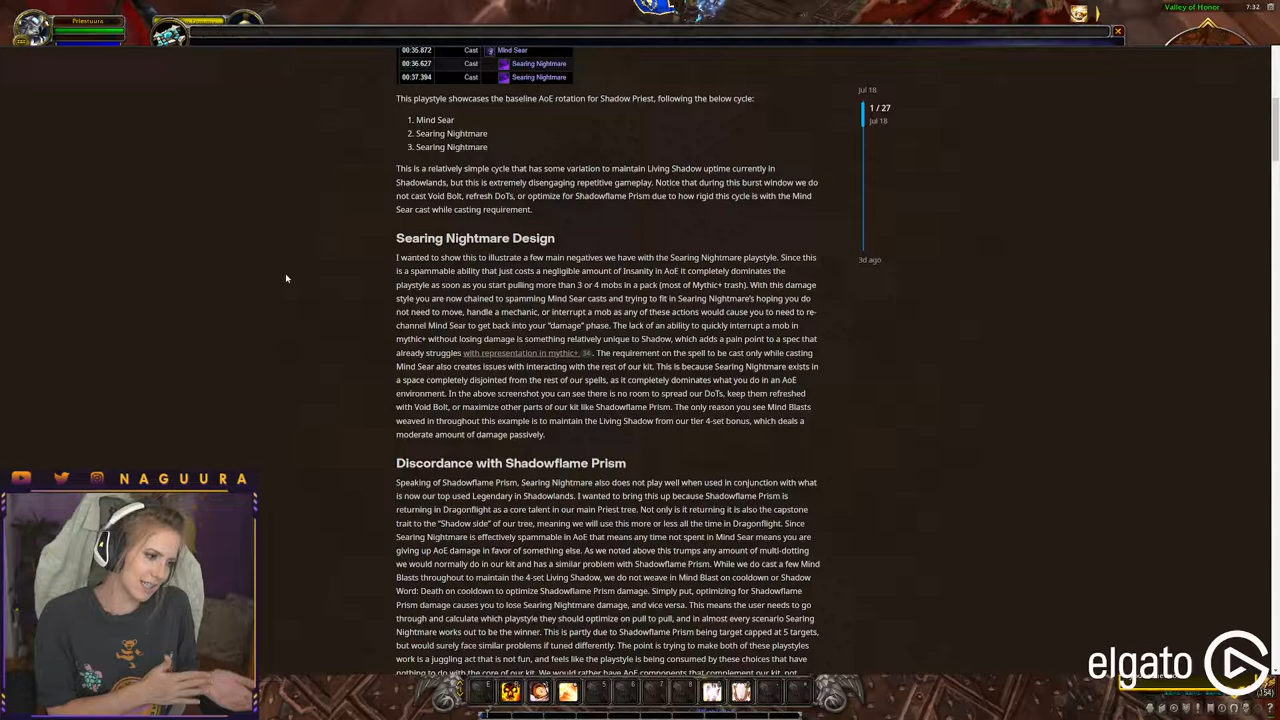 Valley of Honor
7:32
Prientuura
00:35.872 Cast Mind Sear
00:36.627 Cast Searing Nightmare
00:37.394 Cast Searing Nightmare
This playstyle showcases the baseline AoE rotation for Shadow Priest, following the below cycle:
1. Mind Sear
2. Searing Nightmare
3. Searing Nightmare
This is a relatively simple cycle that has some variation to maintain Living Shadow uptime currently in
Shadowlands, but this is extremely disengaging repetitive gameplay. Notice that during this burst window we do
not cast Void Bolt, refresh DoTs, or optimize for Shadowflame Prism due to how rigid this cycle is with the Mind
Sear cast while casting requirement.
Searing Nightmare Design
I wanted to show this to illustrate a few main negatives we have with the Searing Nightmare playstyle. Since this
is a spammable ability that just costs a negligible amount of Insanity in AoE it completely dominates the
playstyle as soon as you start pulling more than 3 or 4 mobs in a pack (most of Mythic+ trash). With this damage
style you are now chained to spamming Mind Sear casts and trying to fit in Searing Nightmare's hoping you do
not need to move, handle a mechanic, or interrupt a mob as any of these actions would cause you to need to re-
channel Mind Sear to get back into your "damage" phase. The lack of an ability to quickly interrupt a mob in
mythic+ without losing damage is something relatively unique to Shadow, which adds a pain point to a spec that
already struggles with representation in mythic+ 34 . The requirement on the spell to be cast only while casting
Mind Sear also creates issues with interacting with the rest of our kit. This is because Searing Nightmare exists in
a space completely disjointed from the rest of our spells, as it completely dominates what you do in an AoE
environment. In the above screenshot you can see there is no room to spread our DoTs, keep them refreshed
with Void Bolt, or maximize other parts of our kit like Shadowflame Prism. The only reason you see Mind Blasts
weaved in throughout this example is to maintain the Living Shadow from our tier 4-set bonus, which deals a
moderate amount of damage passively.
Discordance with Shadowflame Prism
Speaking of Shadowflame Prism, Searing Nightmare also does not play well when used in conjunction with what
is now our top used Legendary in Shadowlands. I wanted to bring this up because Shadowflame Prism is
returning in Dragonflight as a core talent in our main Priest tree. Not only is it returning it is also the capstone
trait to the "Shadow side" of our tree, meaning we will use this more or less all the time in Dragonflight. Since
Searing Nightmare is effectively spammable in AoE that means any time not spent in Mind Sear means you are
giving up AoE damage in favor of something else. As we noted above this trumps any amount of multi-dotting
we would normally do in our kit and has a similar problem with Shadowflame Prism. While we do cast a few Mind
Blasts throughout to maintain the 4-set Living Shadow, we do not weave in Mind Blast on cooldown or Shadow
Word: Death on cooldown to optimize Shadowflame Prism damage. Simply put, optimizing for Shadowflame
Prism damage causes you to lose Searing Nightmare damage, and vice versa. This means the user needs to go
through and calculate which playstyle they should optimize on pull to pull, and in almost every scenario Searing
Nightmare works out to be the winner. This is partly due to Shadowflame Prism being target capped at 5 targets,
but would surely face similar problems if tuned differently. The point is trying to make both of these playstyles
work is a juggling act that is not fun, and feels like the playstyle is being consumed by these choices that have
nothing to do with the core of our kit. We would rather have AoE components that complement our kit, not
Jul 18
1 / 27
Jul 18
3d ago
NAGUURA
E
5
6
7
8
elgato
(154)